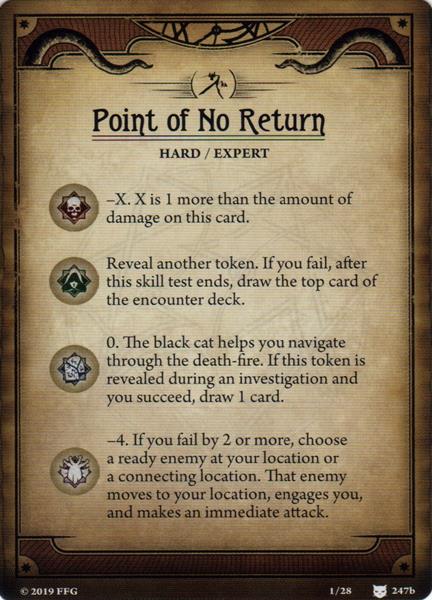 Point of No Return
HARD / EXPERT
–X. X is 1 more than the amount of
damage on this card.
Reveal another token. If you fail, after
this skill test ends, draw the top card of
the encounter deck.
0. The black cat helps you navigate
through the death-fire. If this token is
revealed during an investigation and
you succeed, draw 1 card.
–4. If you fail by 2 or more, choose
a ready enemy at your location or
a connecting location. That enemy
moves to your location, engages you,
and makes an immediate attack.
© 2019 FFG
1/28
247b